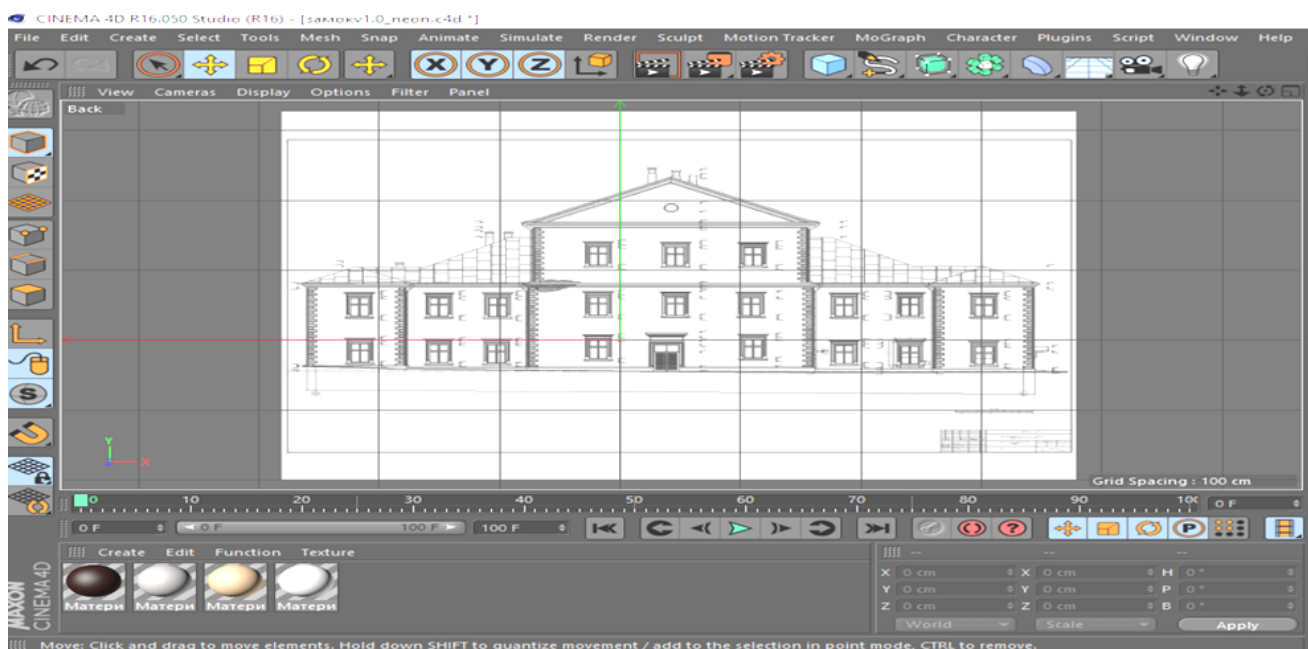 CINEMA 4D R16.050 Studio (R16) - [замокv1.0_neon.c4d *]
File Edit Create Select Tools Mesh Snap Animate Simulate Render Sculpt Motion Tracker MoGraph Character Plugins Script Window Help
X Y Z
View Cameras Display Options Filter Panel
Back
S
Y
X
Grid Spacing : 100 cm
0 10 20 30 40 50 60 70 80 90 100 0 F
0 F 0 F 100 F 100 F ? P
Create Edit Function Texture
-- -- --
X 0 cm X 0 cm H 0 °
Матери Матери Матери Матери
Y 0 cm Y 0 cm P 0 °
Z 0 cm Z 0 cm B 0 °
World Scale Apply
MAXON
CINEMA 4D
Move: Click and drag to move elements. Hold down SHIFT to quantize movement / add to the selection in point mode, CTRL to remove.